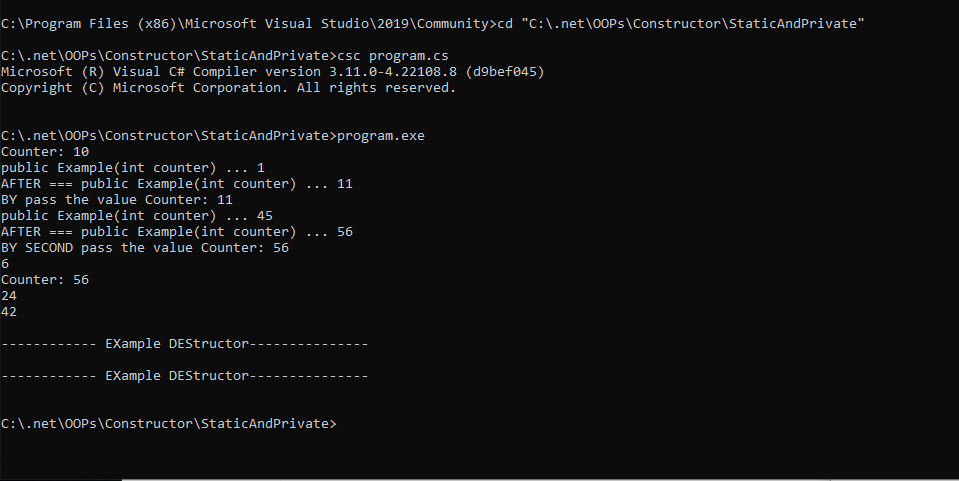 C:\Program Files (x86)\Microsoft Visual Studio\2019\Community>cd "C:\.net\OOPs\Constructor\StaticAndPrivate"
C:\.net\OOPs\Constructor\StaticAndPrivate>csc program.cs
Microsoft (R) Visual C# Compiler version 3.11.0-4.22108.8 (d9bef045)
Copyright (C) Microsoft Corporation. All rights reserved.
C:\.net\OOPs\Constructor\StaticAndPrivate>program.exe
Counter: 10
public Example(int counter) ... 1
AFTER === public Example(int counter) ... 11
BY pass the value Counter: 11
public Example(int counter) ... 45
AFTER === public Example(int counter) ... 56
BY SECOND pass the value Counter: 56
6
Counter: 56
24
42
------------ EXample DEStructor---------------
------------ EXample DEStructor---------------
C:\.net\OOPs\Constructor\StaticAndPrivate>